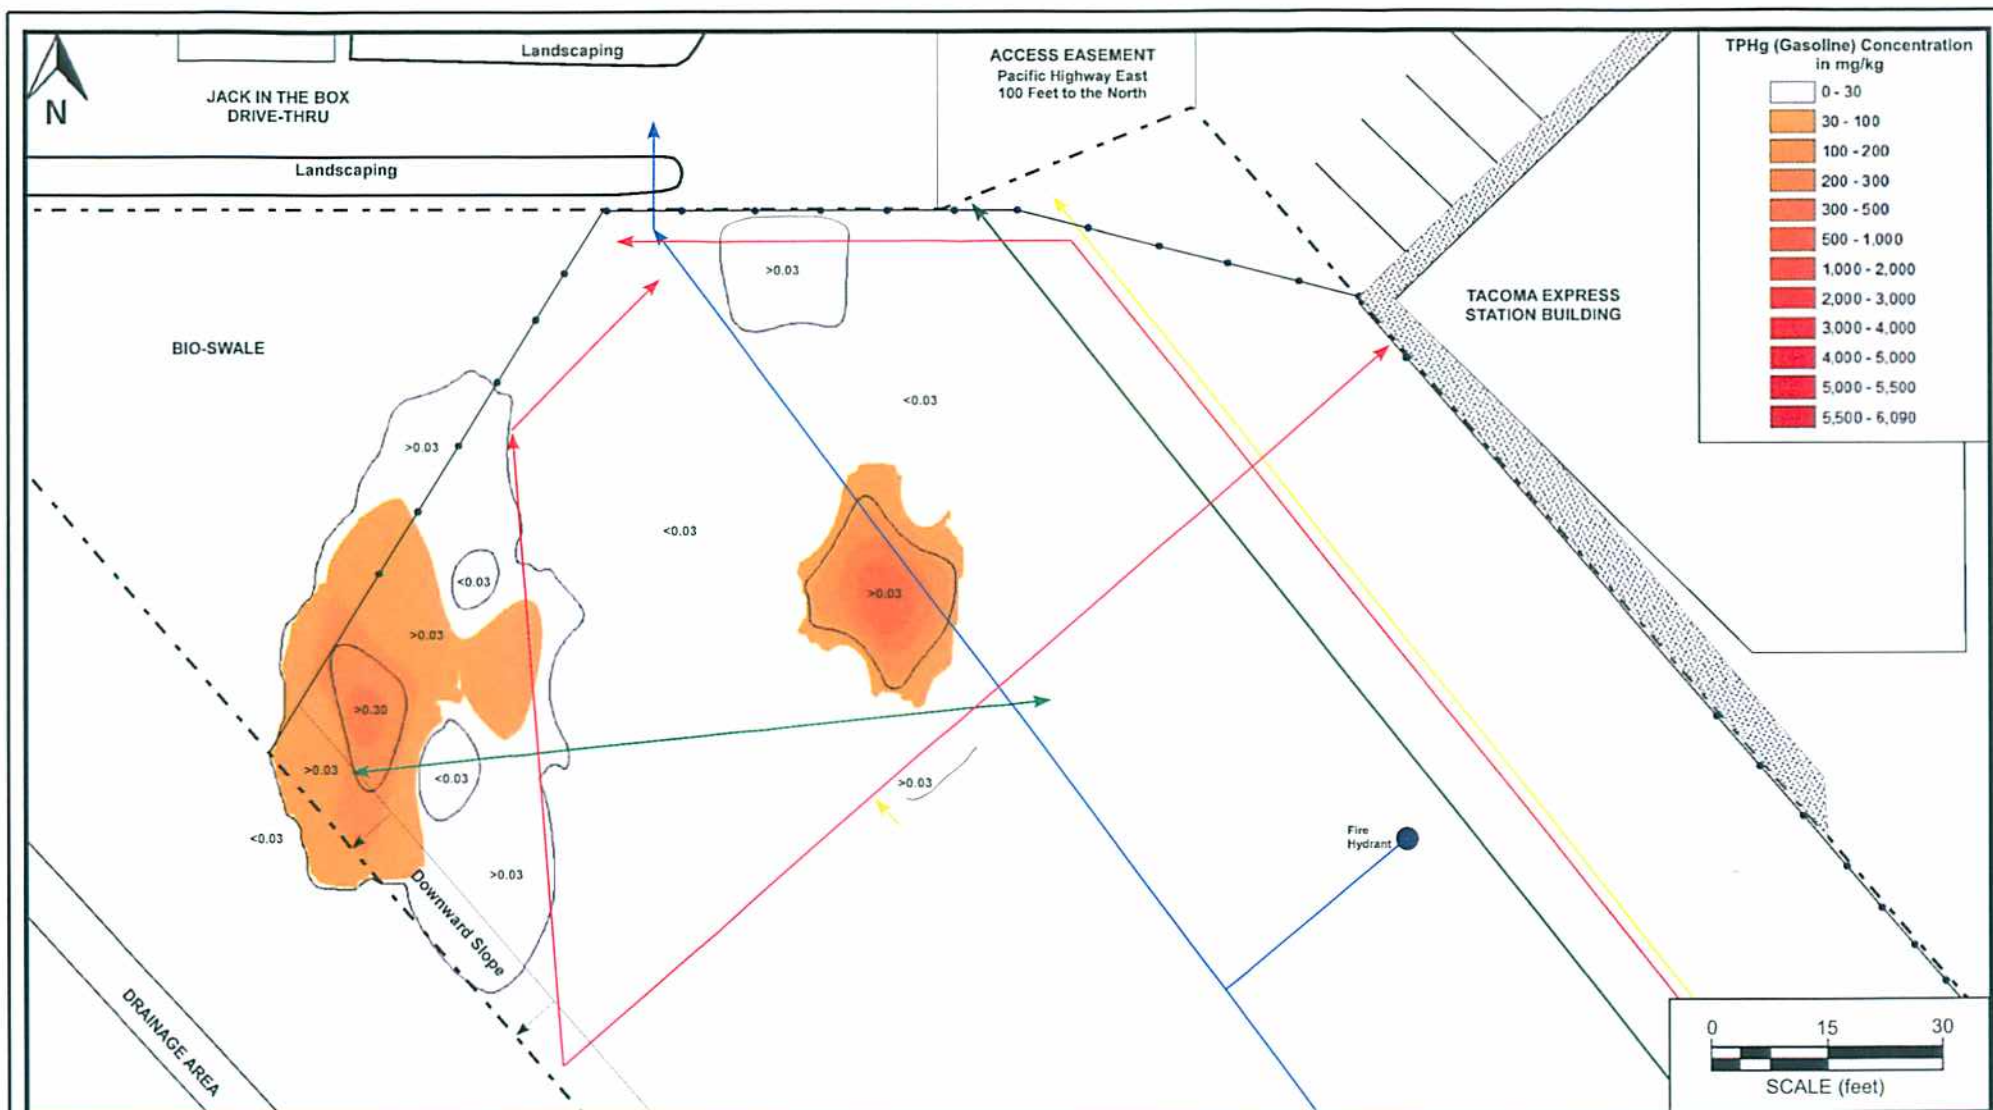 Landscaping
ACCESS EASEMENT
Pacific Highway East
100 Feet to the North
TPHg (Gasoline) Concentration
in mg/kg
0 - 30
30 - 100
100 - 200
200 - 300
300 - 500
500 - 1,000
1,000 - 2,000
2,000 - 3,000
3,000 - 4,000
4,000 - 5,000
5,000 - 5,500
5,500 - 6,090
N
JACK IN THE BOX
DRIVE-THRU
Landscaping
>0.03
TACOMA EXPRESS
STATION BUILDING
BIO-SWALE
<0.03
>0.03
<0.03
<0.03
>0.03
>0.03
>0.30
>0.03
<0.03
>0.03
<0.03
Fire
Hydrant
>0.03
Downward Slope
DRAINAGE AREA
0 15 30
SCALE (feet)